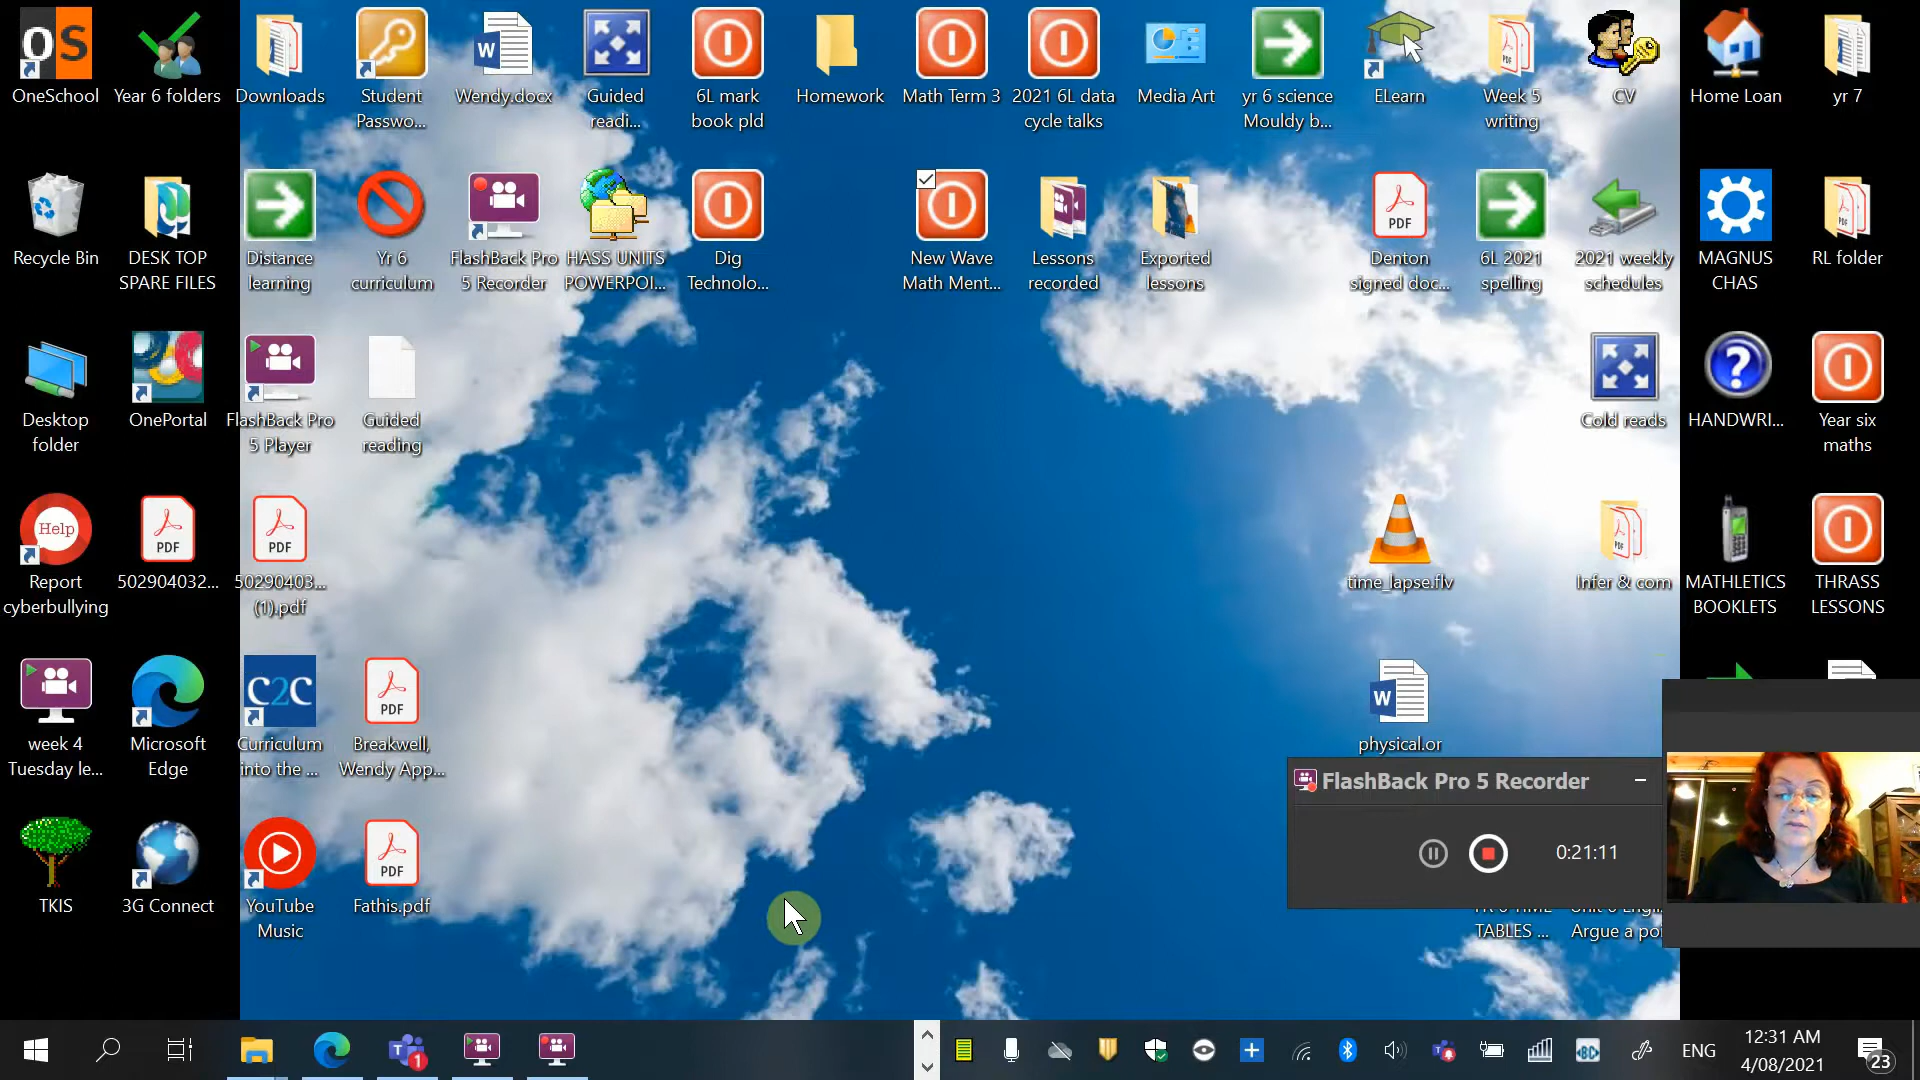 OneSchool
Year 6 folders
Downloads
Student
Passwo...
Wendy.docx
Guided
readi...
6L mark
book pld
Homework
Math Term 3
2021 6L data
cycle talks
Media Art
yr 6 science
Mouldy b...
ELearn
Week 5
writing
CV
Home Loan
yr 7
Recycle Bin
DESK TOP
SPARE FILES
Distance
learning
Yr 6
curriculum
FlashBack Pro
5 Recorder
HASS UNITS
POWERPOI...
Dig
Technolo...
New Wave
Math Ment...
Lessons
recorded
Exported
lessons
PDF
Denton
signed doc...
6L 2021
spelling
2021 weekly
schedules
MAGNUS
CHAS
RL folder
Desktop
folder
OnePortal
FlashBack Pro
5 Player
Guided
reading
Cold reads
HANDWRI...
Year six
maths
Help
Report
cyberbullying
PDF
502904032...
PDF
50290403...
(1).pdf
time_lapse.flv
Infer & com
MATHLETICS
BOOKLETS
THRASS
LESSONS
week 4
Tuesday le...
Microsoft
Edge
C2C
Curriculum
into the ...
PDF
Breakwell,
Wendy App...
physical.or
FlashBack Pro 5 Recorder
0:21:11
TKIS
3G Connect
YouTube
Music
PDF
Fathis.pdf
TABLES ...
Argue a poi
1
ENG
12:31 AM
4/08/2021
23